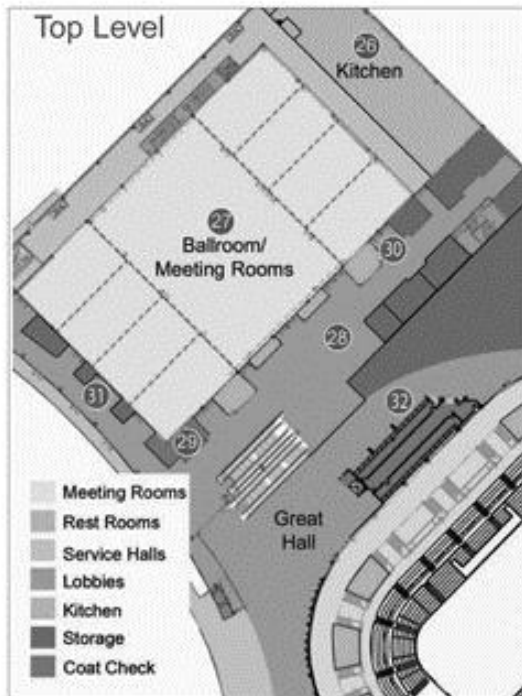 Top Level
26
Kitchen
27
Ballroom/
Meeting Rooms
30
28
31
32
29
Great
Hall
Meeting Rooms
Rest Rooms
Service Halls
Lobbies
Kitchen
Storage
Coat Check